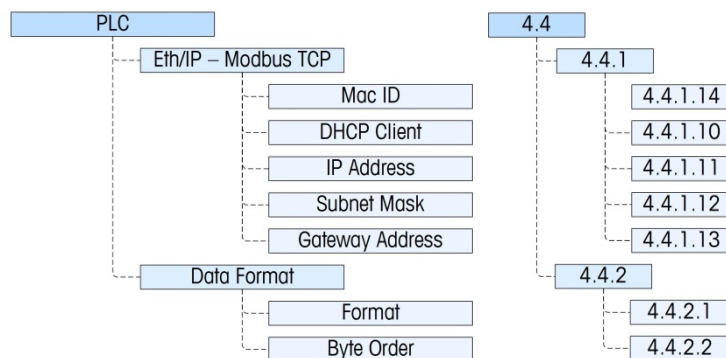 PLC 4.4
Eth/IP – Modbus TCP 4.4.1
Mac ID 4.4.1.14
DHCP Client 4.4.1.10
IP Address 4.4.1.11
Subnet Mask 4.4.1.12
Gateway Address 4.4.1.13
Data Format 4.4.2
Format 4.4.2.1
Byte Order 4.4.2.2